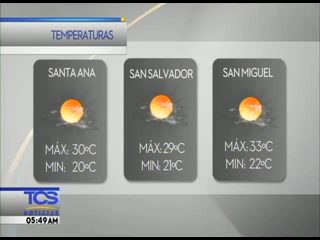 TEMPERATURAS
SANTA ANA
MÁX: 30ºC
MIN: 20ºC
SAN SALVADOR
MÁX: 29ºC
MIN: 21ºC
SAN MIGUEL
MÁX: 33ºC
MIN: 22ºC
TCS
NOTICIAS
05:49AM